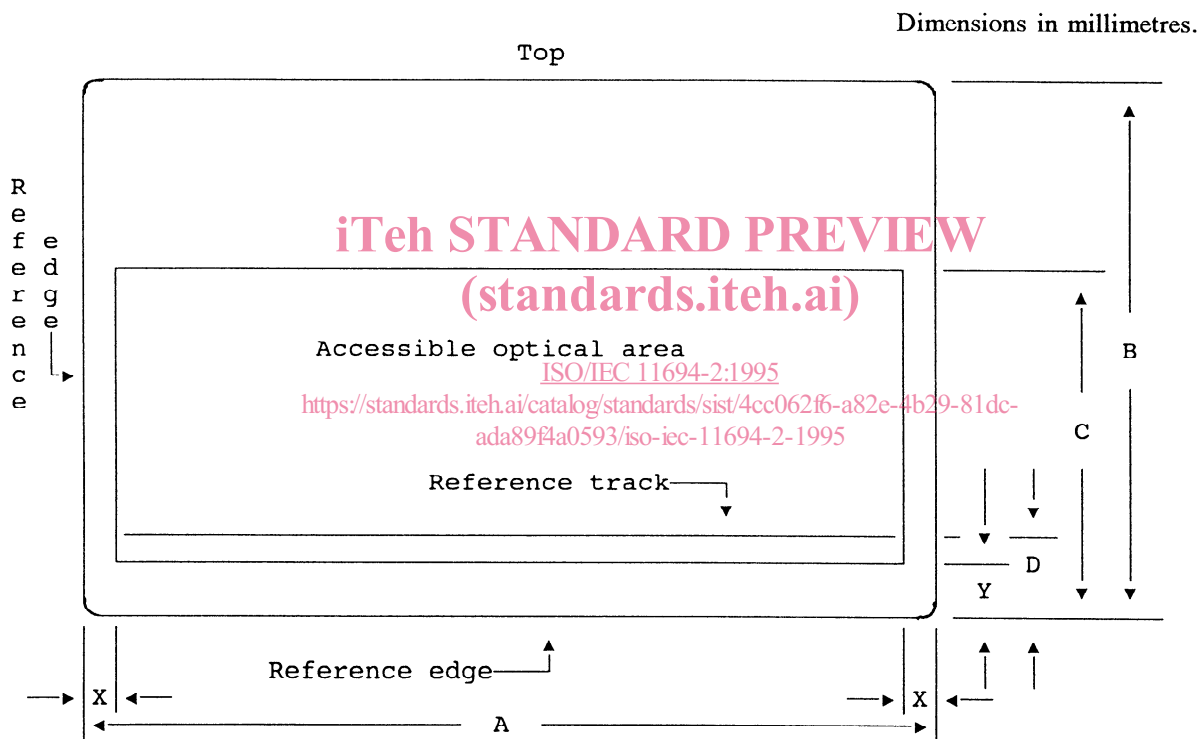 Dimensions in millimetres.
Top
Reference
edge
iTeh STANDARD PREVIEW
(standards.iteh.ai)
Accessible optical area
B
ISO/IEC 11694-2:1995
https://standards.iteh.ai/catalog/standards/sist/4cc062f6-a82e-4b29-81dc-
ada89f4a0593/iso-iec-11694-2-1995
C
Reference track
D
Y
Reference edge
X
X
A